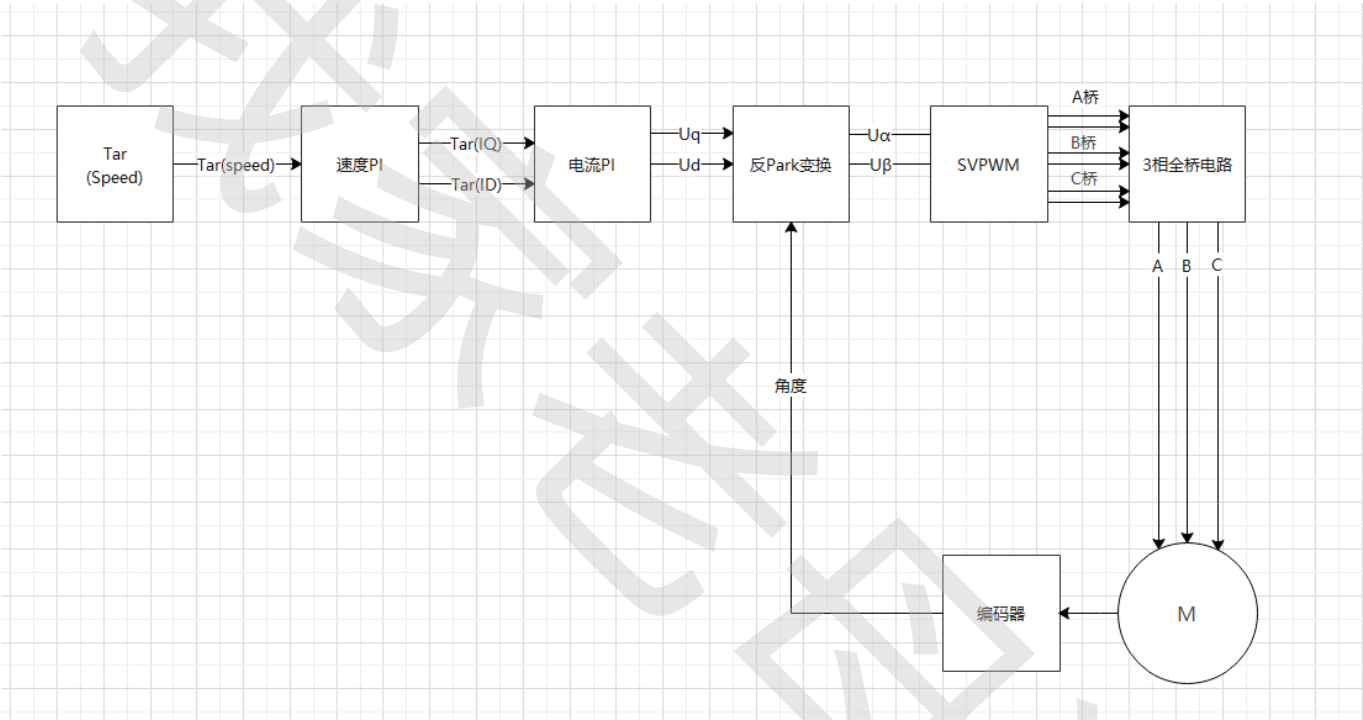 A桥
Tar
(Speed)
Tar(speed)
速度PI
Tar(IQ)
Tar(ID)
电流PI
Uq
Ud
反Park变换
Uα
Uβ
SVPWM
B桥
C桥
3相全桥电路
A B C
角度
编码器
M